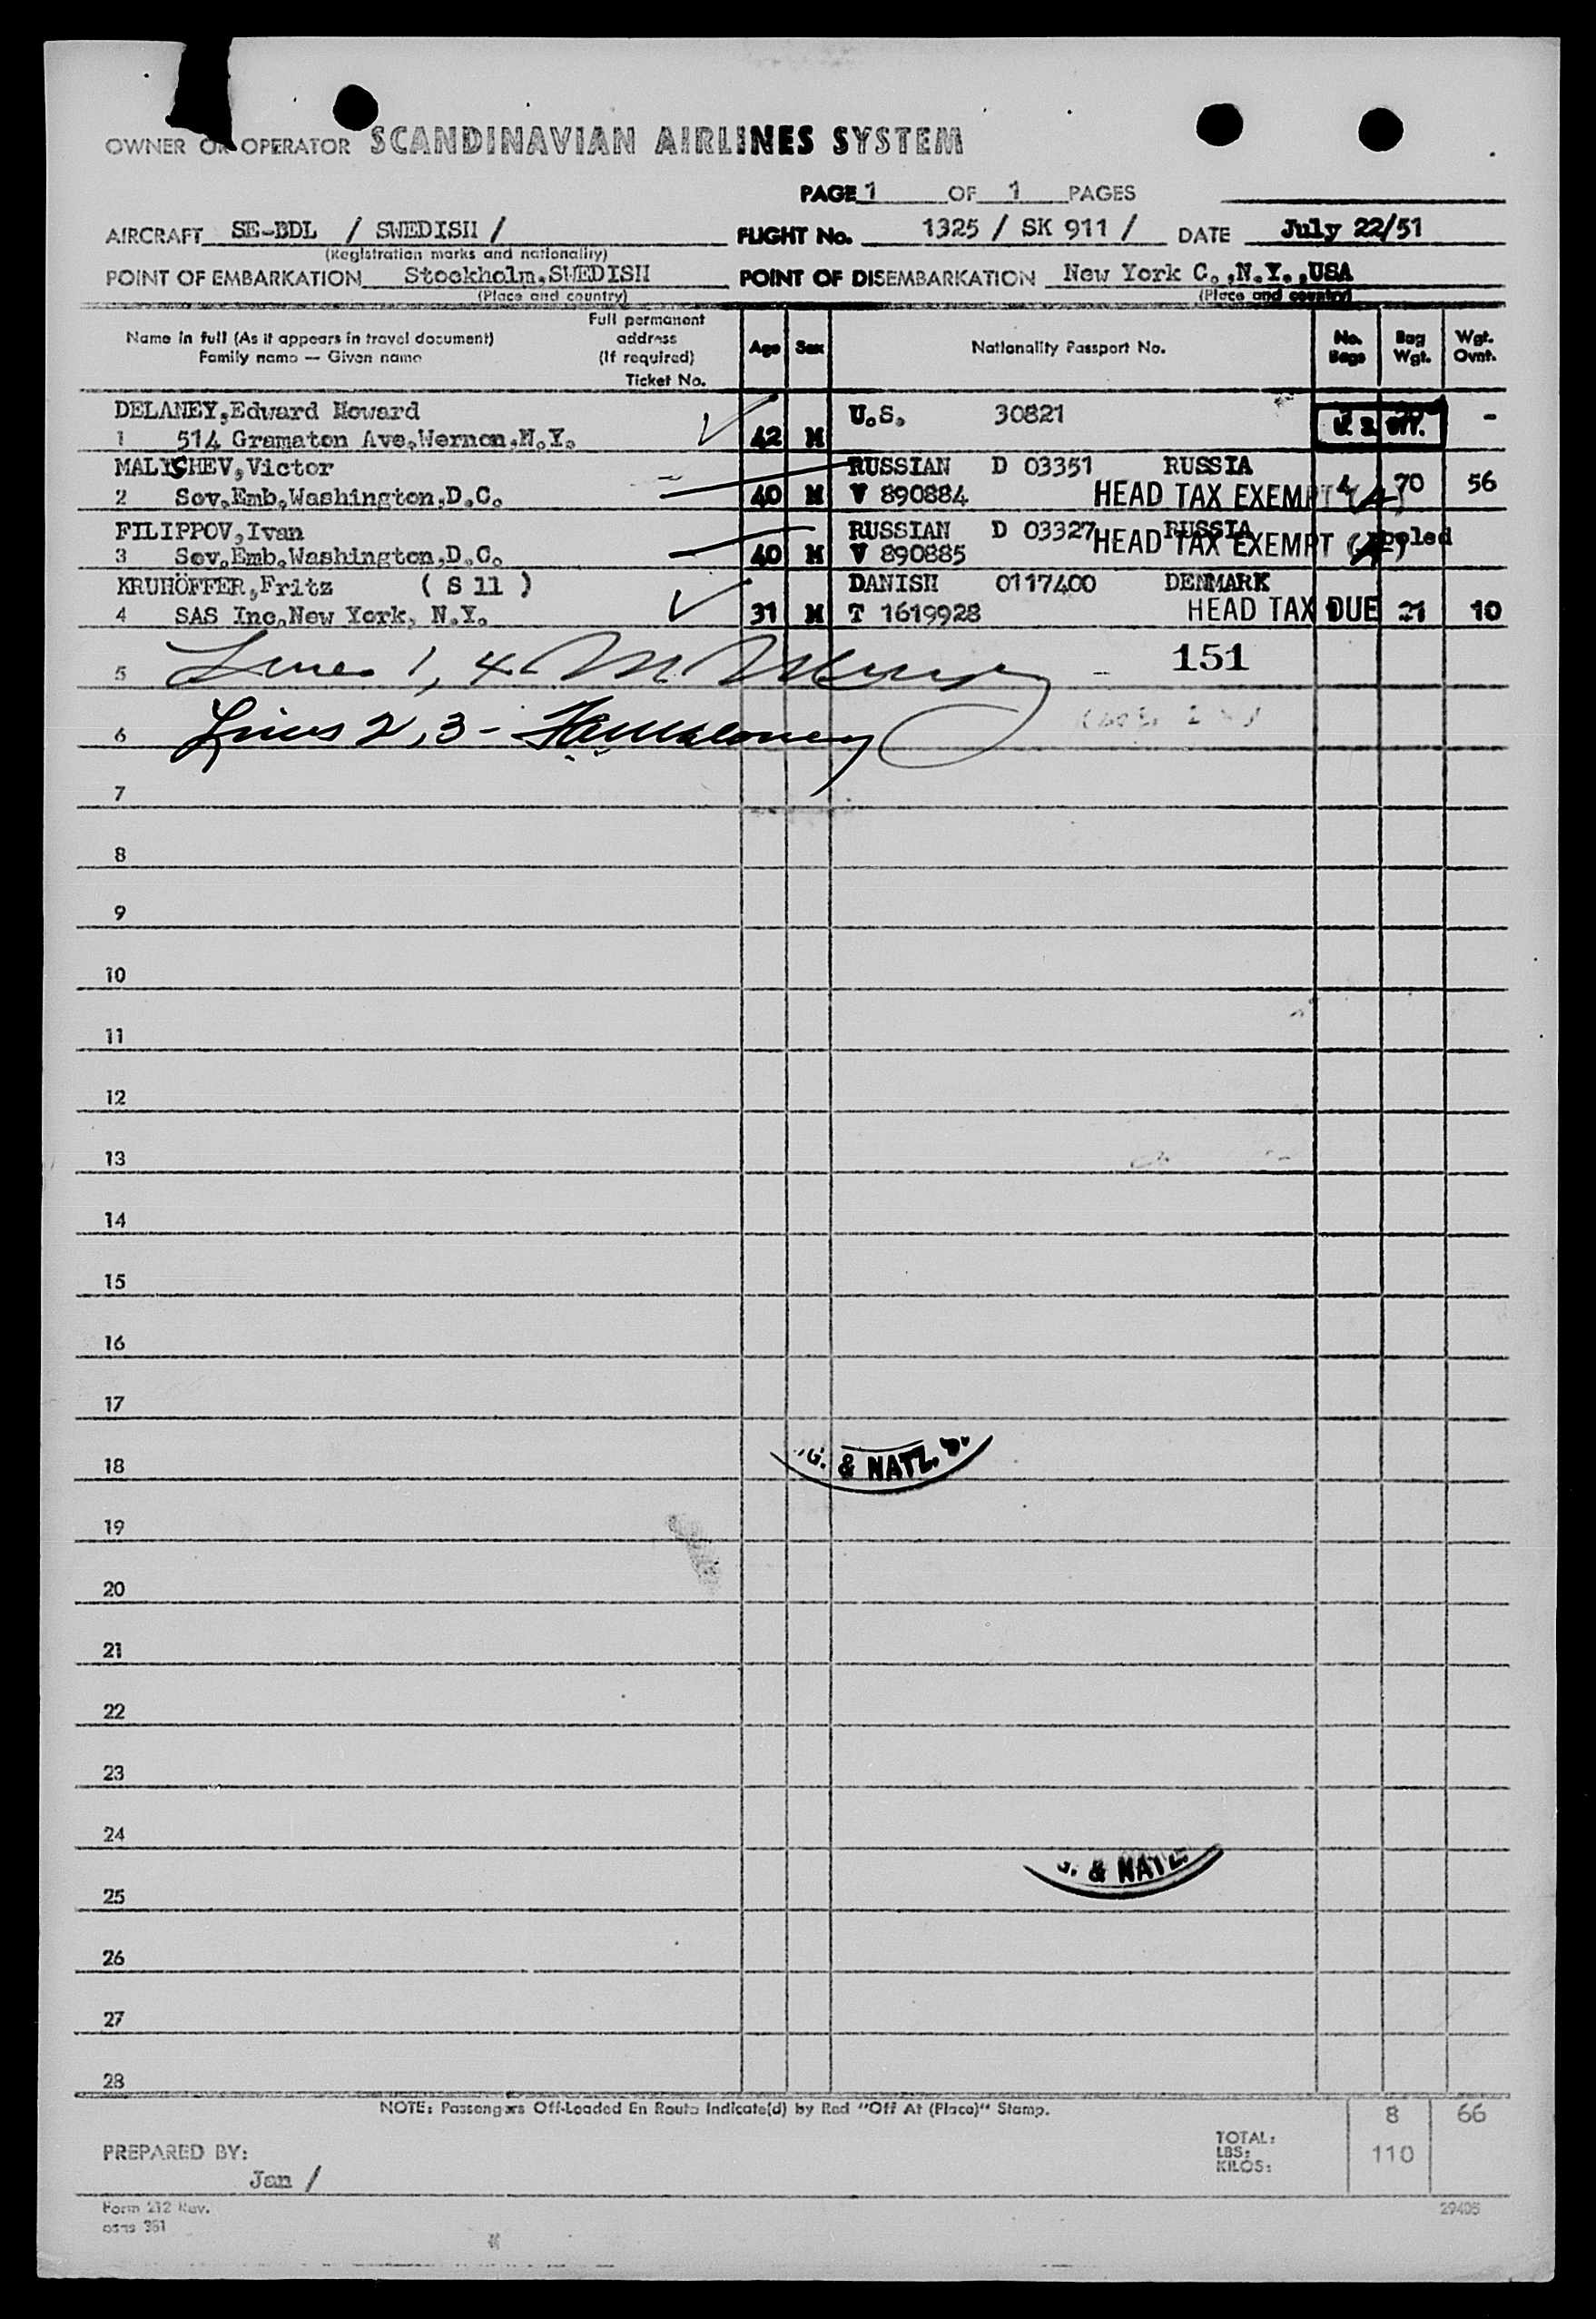 OWNER OR OPERATOR SCANDINAVIAN AIRLINES SYSTEM
PAGE 1 OF 1 PAGES
AIRCRAFT SE-BDL / SWEDISH / FLIGHT No. 1325 / SK 911 / DATE July 22/51
(Registration marks and nationality)
POINT OF EMBARKATION Stockholm,SWEDISH POINT OF DISEMBARKATION New York C.,N.Y.,USA
(Place and country) (Place and country)
Name in full (As it appears in travel document)
Family name — Given name
Full permanent
address
(If required)
Ticket No.
Age Sex Nationality Passport No. No. Bags Bag Wgt. Wgt. Ovnt.
DELANEY,Edward Howard U.S. 30821 -
1 514 Gramaton Ave,Wernon,N.Y. 42 M
MALYSHEV,Victor RUSSIAN D 03351 RUSSIA 4 70 56
2 Sov.Emb.Washington,D.C. 40 M V 890884 HEAD TAX EXEMPT (A)
FILIPPOV,Ivan RUSSIAN D 03327 RUSSIA pooled
3 Sov.Emb.Washington,D.C. 40 M V 890885 HEAD TAX EXEMPT (A)
KRUHÖFFER,Fritz ( S 11 ) DANISH 0117400 DENMARK
4 SAS Inc.New York, N.Y. 31 M T 1619928 HEAD TAX DUE 21 10
5 Lines 1, 4 - M. 151
6 Lines 2, 3 -
7
8
9
10
11
12
13
14
15
16
17
18 G. & NATZ.
19
20
21
22
23
24
G. & NATZ.
25
26
27
28
NOTE: Passengers Off-Loaded En Route Indicate(d) by Red "Off At (Place)" Stamp.
8 66
TOTAL:
LBS:
KILOS:
110
PREPARED BY:
Jan /
Form 212 Rev.
29408